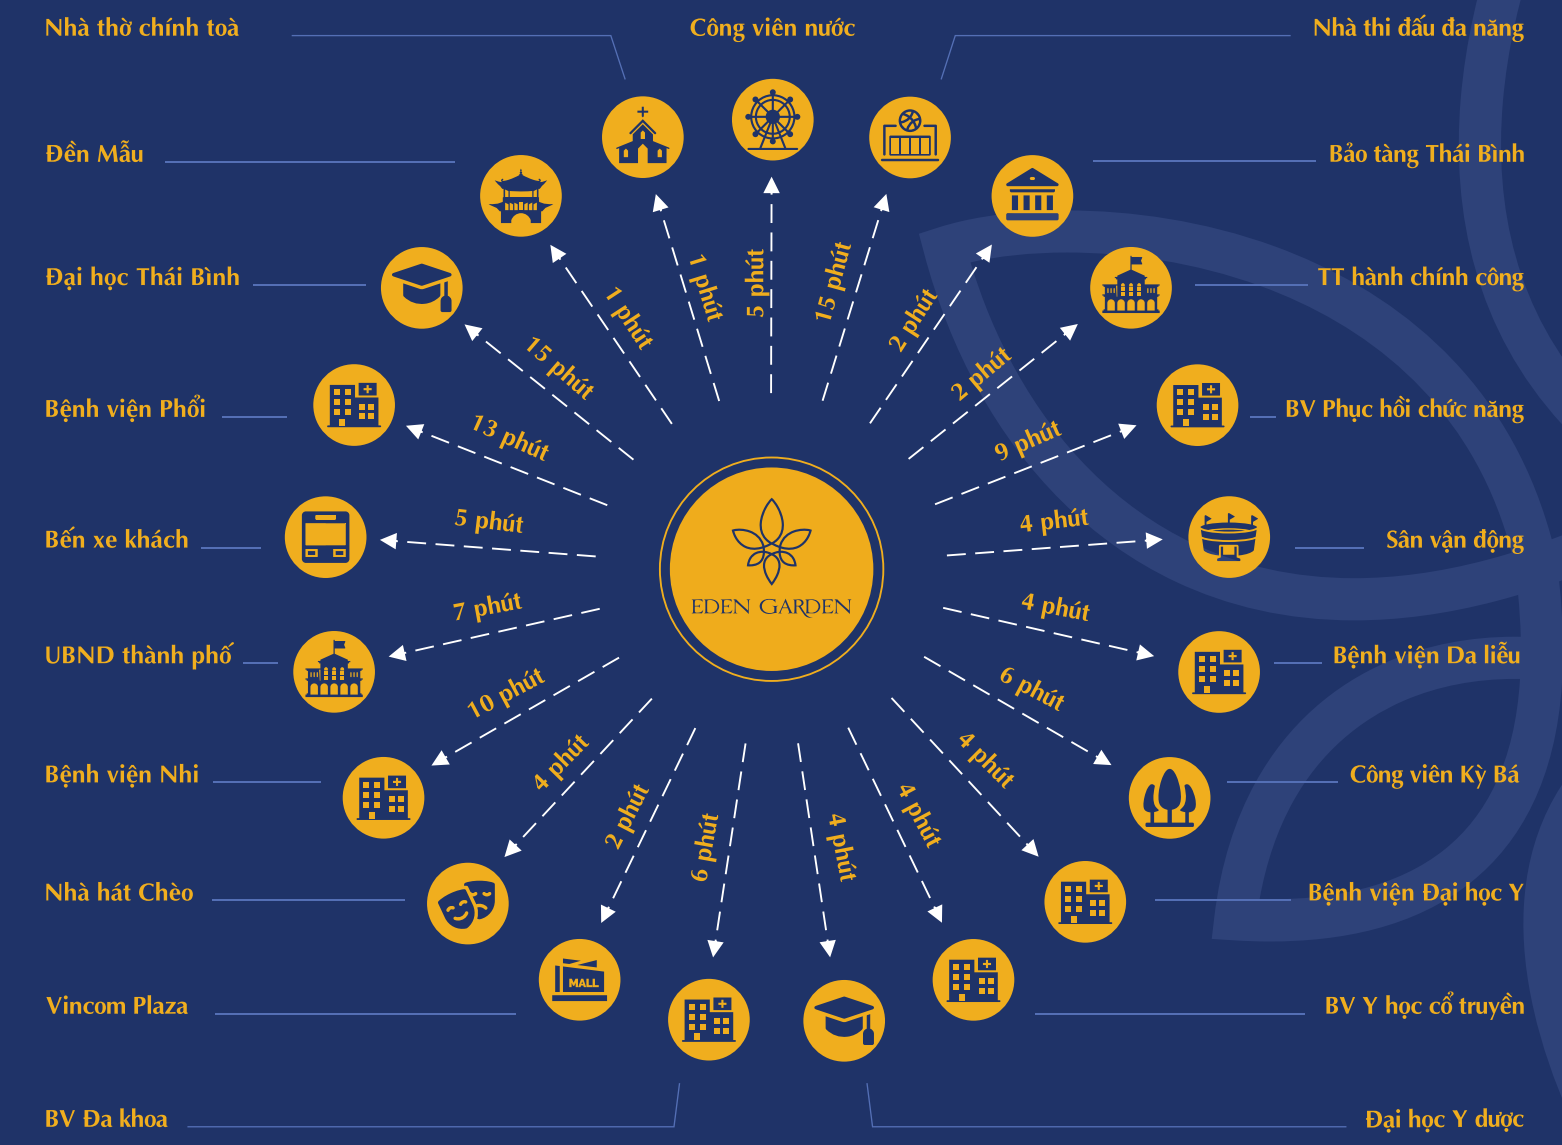 Nhà thờ chính toà
Công viên nước
Nhà thi đấu đa năng
Đền Mẫu
Bảo tàng Thái Bình
Đại học Thái Bình
TT hành chính công
Bệnh viện Phổi
BV Phục hồi chức năng
Bến xe khách
Sân vận động
UBND thành phố
Bệnh viện Da liễu
Bệnh viện Nhi
Công viên Kỳ Bá
Nhà hát Chèo
Bệnh viện Đại học Y
Vincom Plaza
BV Y học cổ truyền
BV Đa khoa
Đại học Y dược
1 phút
5 phút
15 phút
1 phút
2 phút
15 phút
2 phút
13 phút
9 phút
5 phút
4 phút
7 phút
4 phút
10 phút
6 phút
4 phút
4 phút
2 phút
4 phút
6 phút
4 phút
EDEN GARDEN
MALL